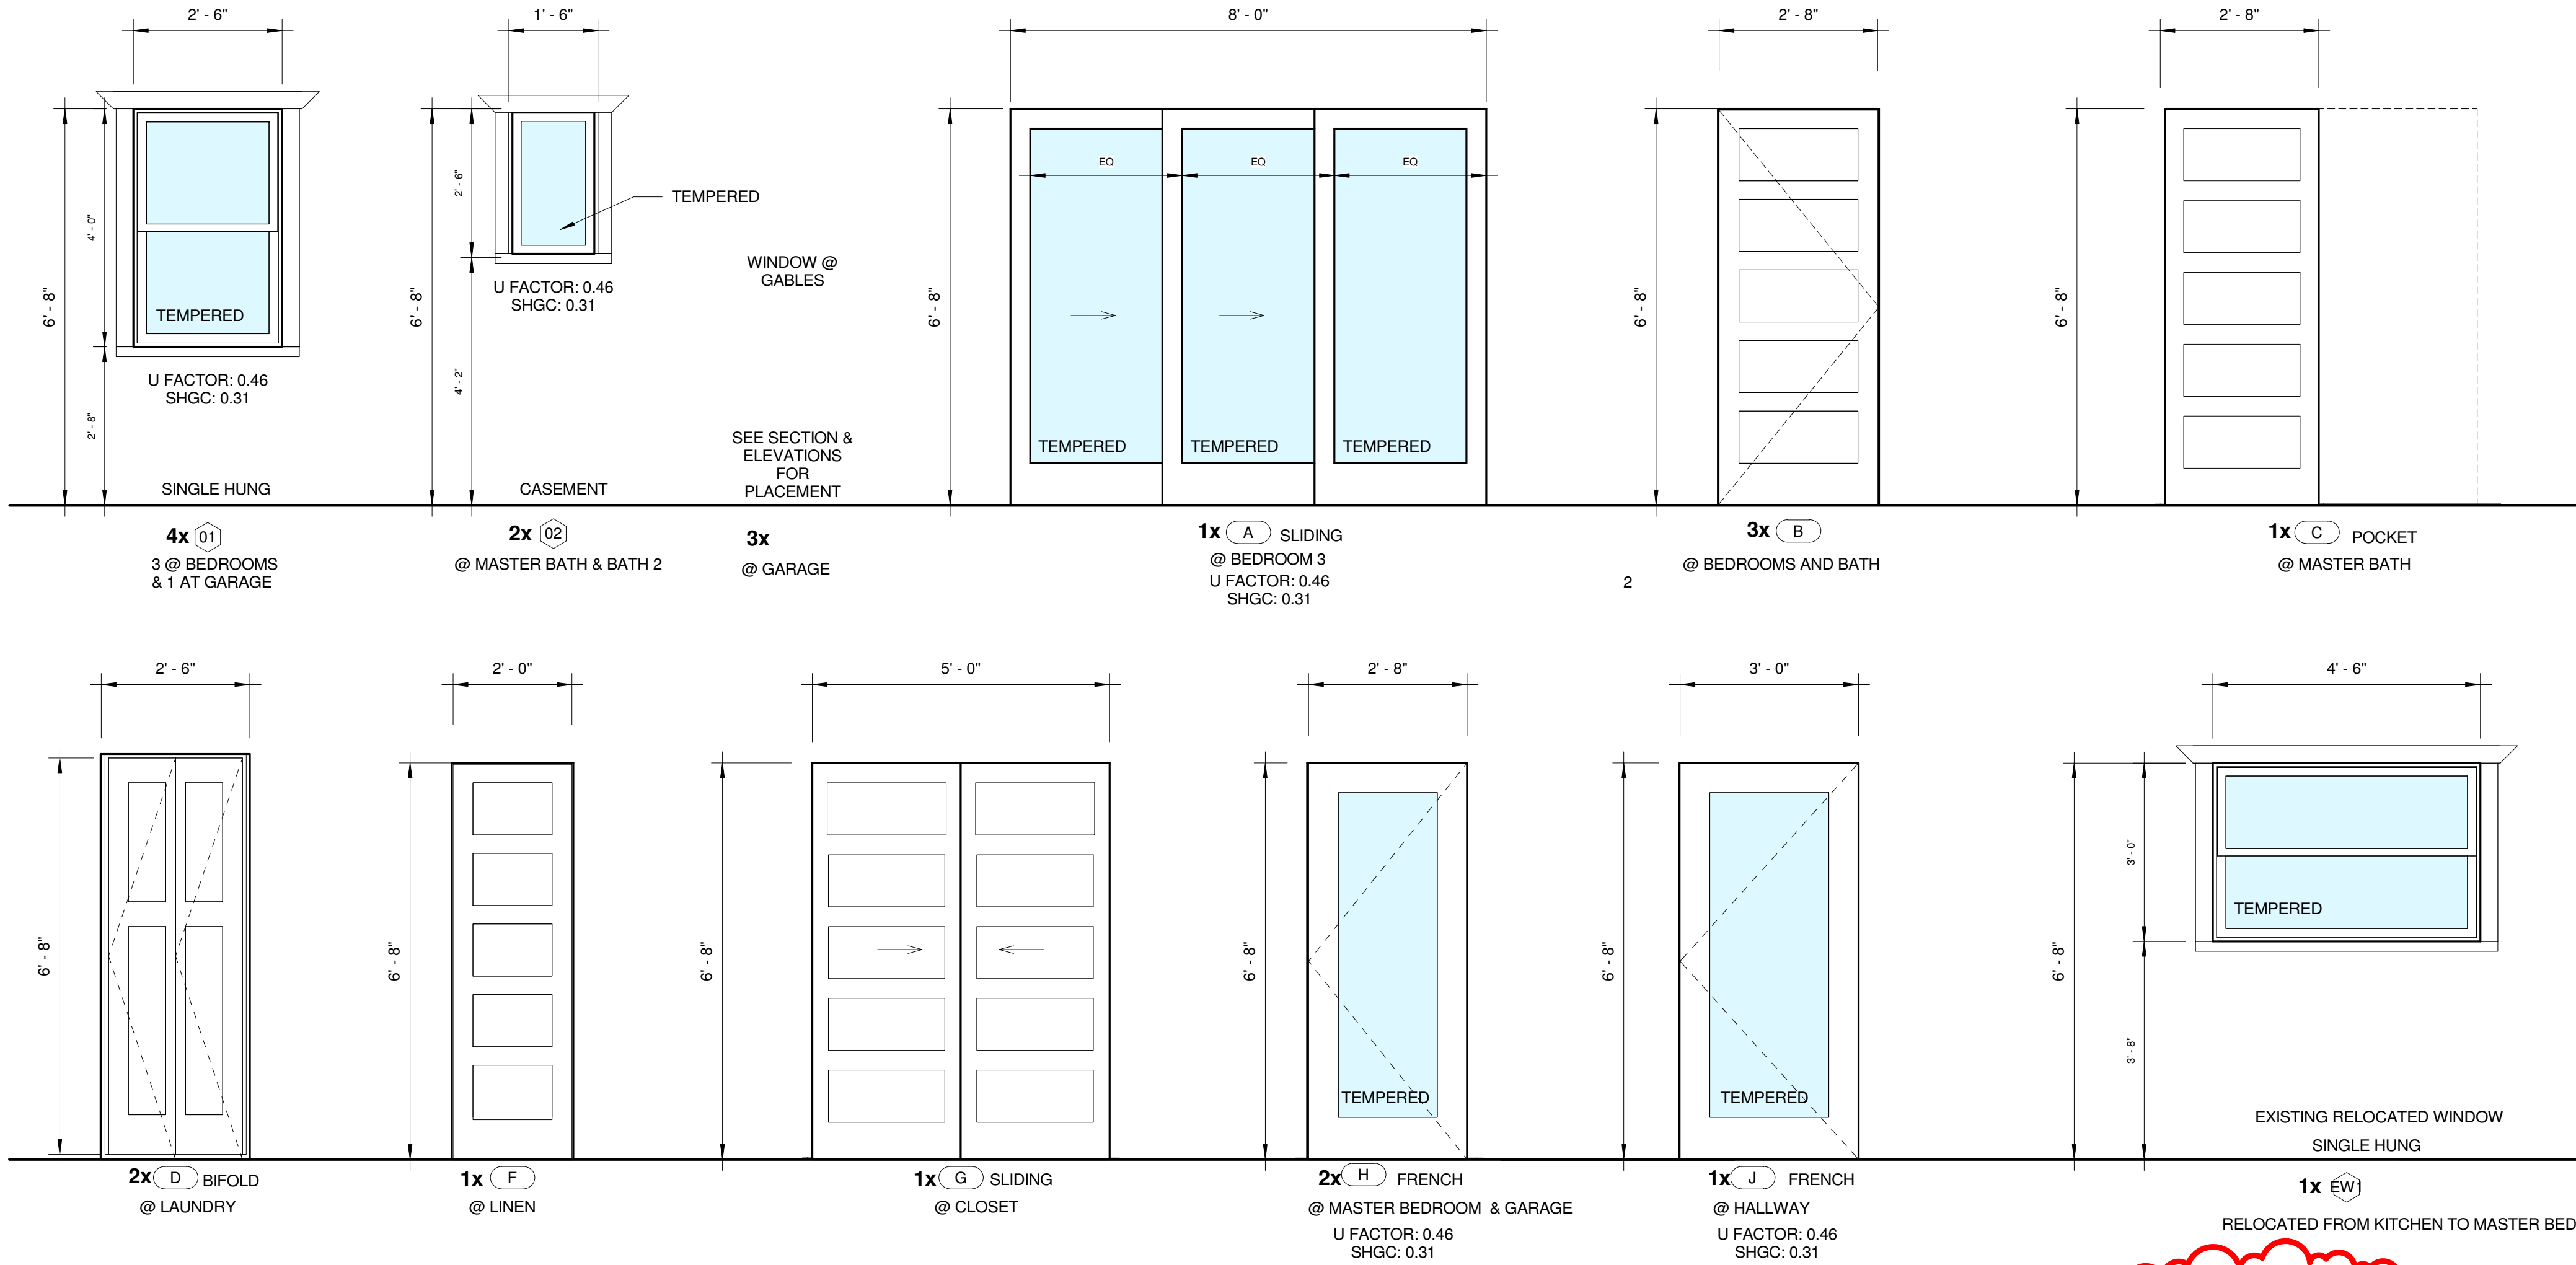 2' - 6"
1' - 6"
8' - 0"
2' - 8"
2' - 8"
6' - 8"
4' - 0"
2' - 8"
TEMPERED
U FACTOR: 0.46
SHGC: 0.31
SINGLE HUNG
4x 01
3 @ BEDROOMS
& 1 AT GARAGE
6' - 8"
2' - 6"
4' - 2"
TEMPERED
U FACTOR: 0.46
SHGC: 0.31
CASEMENT
2x 02
@ MASTER BATH & BATH 2
WINDOW @
GABLES
SEE SECTION &
ELEVATIONS
FOR
PLACEMENT
3x
@ GARAGE
6' - 8"
EQ
EQ
EQ
TEMPERED
TEMPERED
TEMPERED
1x A SLIDING
@ BEDROOM 3
U FACTOR: 0.46
SHGC: 0.31
6' - 8"
3x B
@ BEDROOMS AND BATH
2
6' - 8"
1x C POCKET
@ MASTER BATH
2' - 6"
2' - 0"
5' - 0"
2' - 8"
3' - 0"
4' - 6"
6' - 8"
2x D BIFOLD
@ LAUNDRY
6' - 8"
1x F
@ LINEN
6' - 8"
1x G SLIDING
@ CLOSET
6' - 8"
TEMPERED
2x H FRENCH
@ MASTER BEDROOM & GARAGE
U FACTOR: 0.46
SHGC: 0.31
6' - 8"
TEMPERED
1x J FRENCH
@ HALLWAY
U FACTOR: 0.46
SHGC: 0.31
6' - 8"
3' - 0"
3' - 8"
TEMPERED
EXISTING RELOCATED WINDOW
SINGLE HUNG
1x EW1
RELOCATED FROM KITCHEN TO MASTER BED